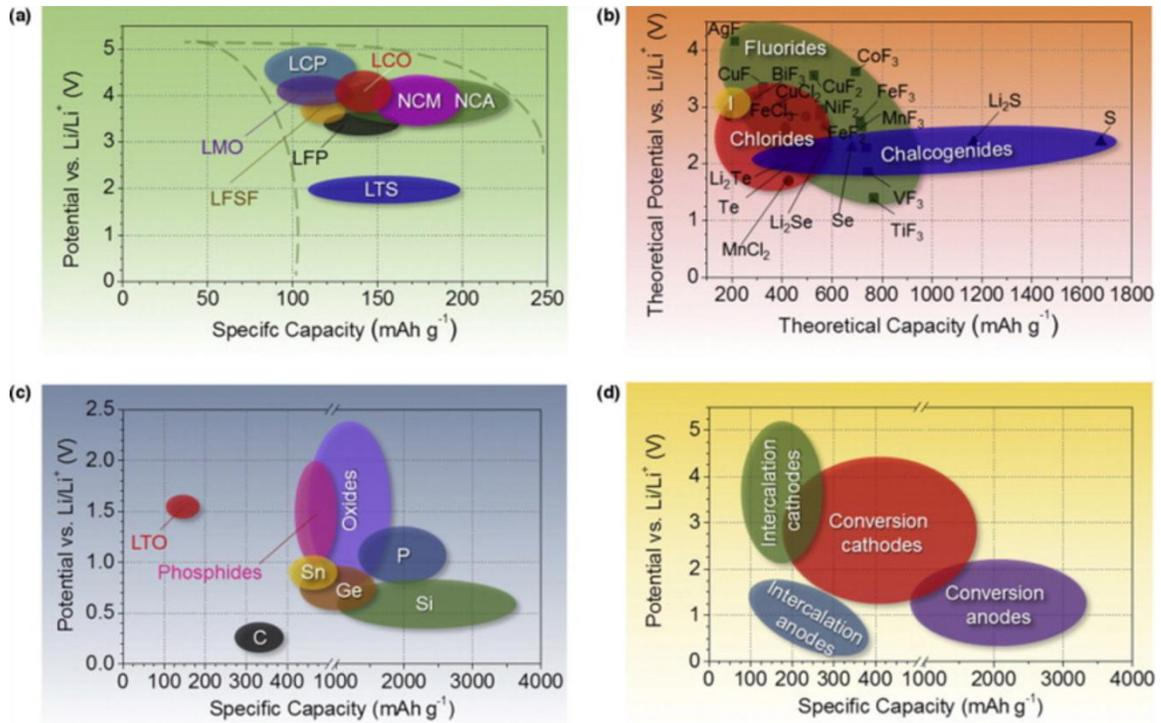 (a)
Potential vs. Li/Li⁺ (V)
5
4
3
2
1
0
LCP
LCO
NCM
NCA
LMO
LFP
LFSF
LTS
0 50 100 150 200 250
Specifc Capacity (mAh g⁻¹)
(b)
Theoretical Potential vs. Li/Li⁺ (V)
4
3
2
1
0
AgF
Fluorides
CoF₃
CuF
BiF₃
CuCl₂
CuF₂
FeF₃
Li₂S
S
I
FeCl₃
NiF₂
MnF₃
Chlorides
FeF₂
Chalcogenides
Li₂Te
Te
Li₂Se
Se
VF₃
TiF₃
MnCl₂
200 400 600 800 1000 1200 1400 1600 1800
Theoretical Capacity (mAh g⁻¹)
(c)
Potential vs. Li/Li⁺ (V)
2.5
2.0
1.5
1.0
0.5
0.0
LTO
Phosphides
Oxides
P
Sn
Ge
Si
C
0 100 200 300 400 1000 2000 3000 4000
Specific Capacity (mAh g⁻¹)
(d)
Potential vs. Li/Li⁺ (V)
5
4
3
2
1
0
Intercalation
cathodes
Conversion
cathodes
Intercalation
anodes
Conversion
anodes
0 100 200 300 400 1000 2000 3000 4000
Specific Capacity (mAh g⁻¹)